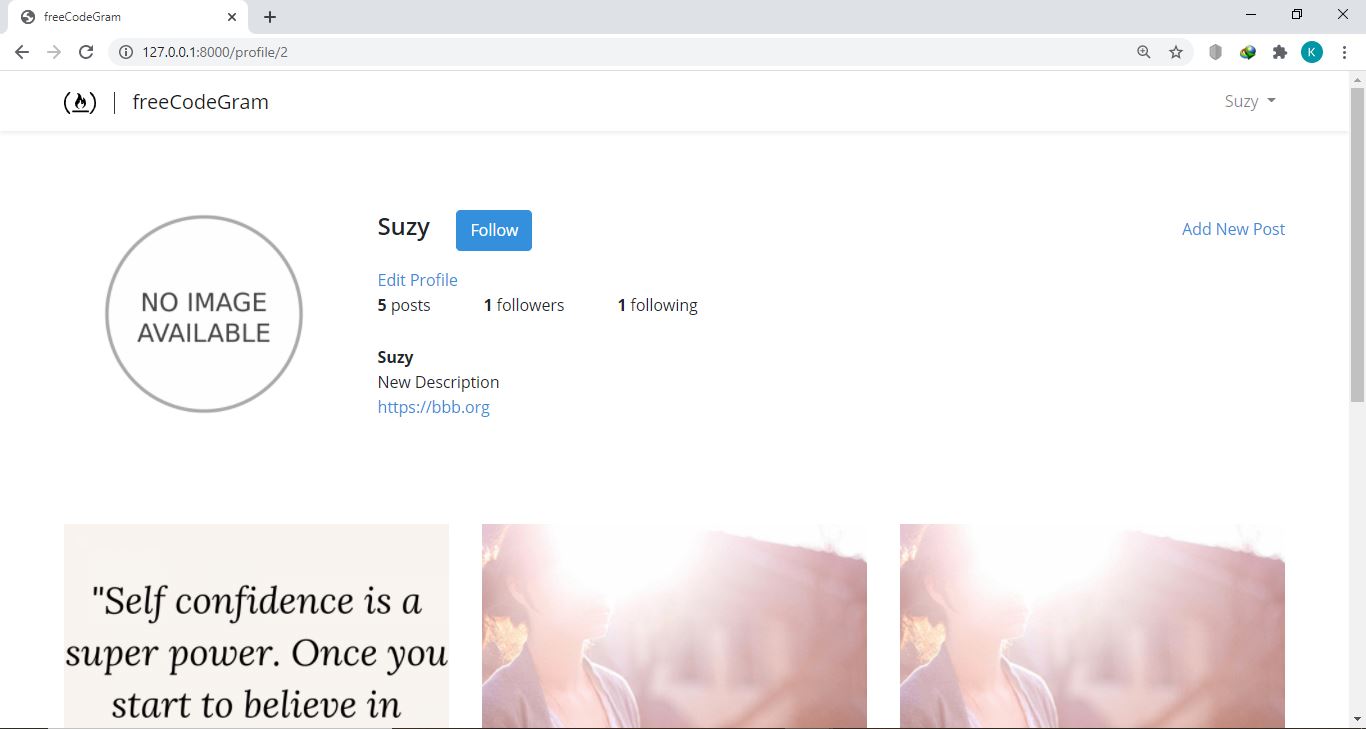 freeCodeGram
127.0.0.1:8000/profile/2
K
freeCodeGram
Suzy
NO IMAGE
AVAILABLE
Suzy
Follow
Add New Post
Edit Profile
5 posts 1 followers 1 following
Suzy
New Description
https://bbb.org
"Self confidence is a
super power. Once you
start to believe in